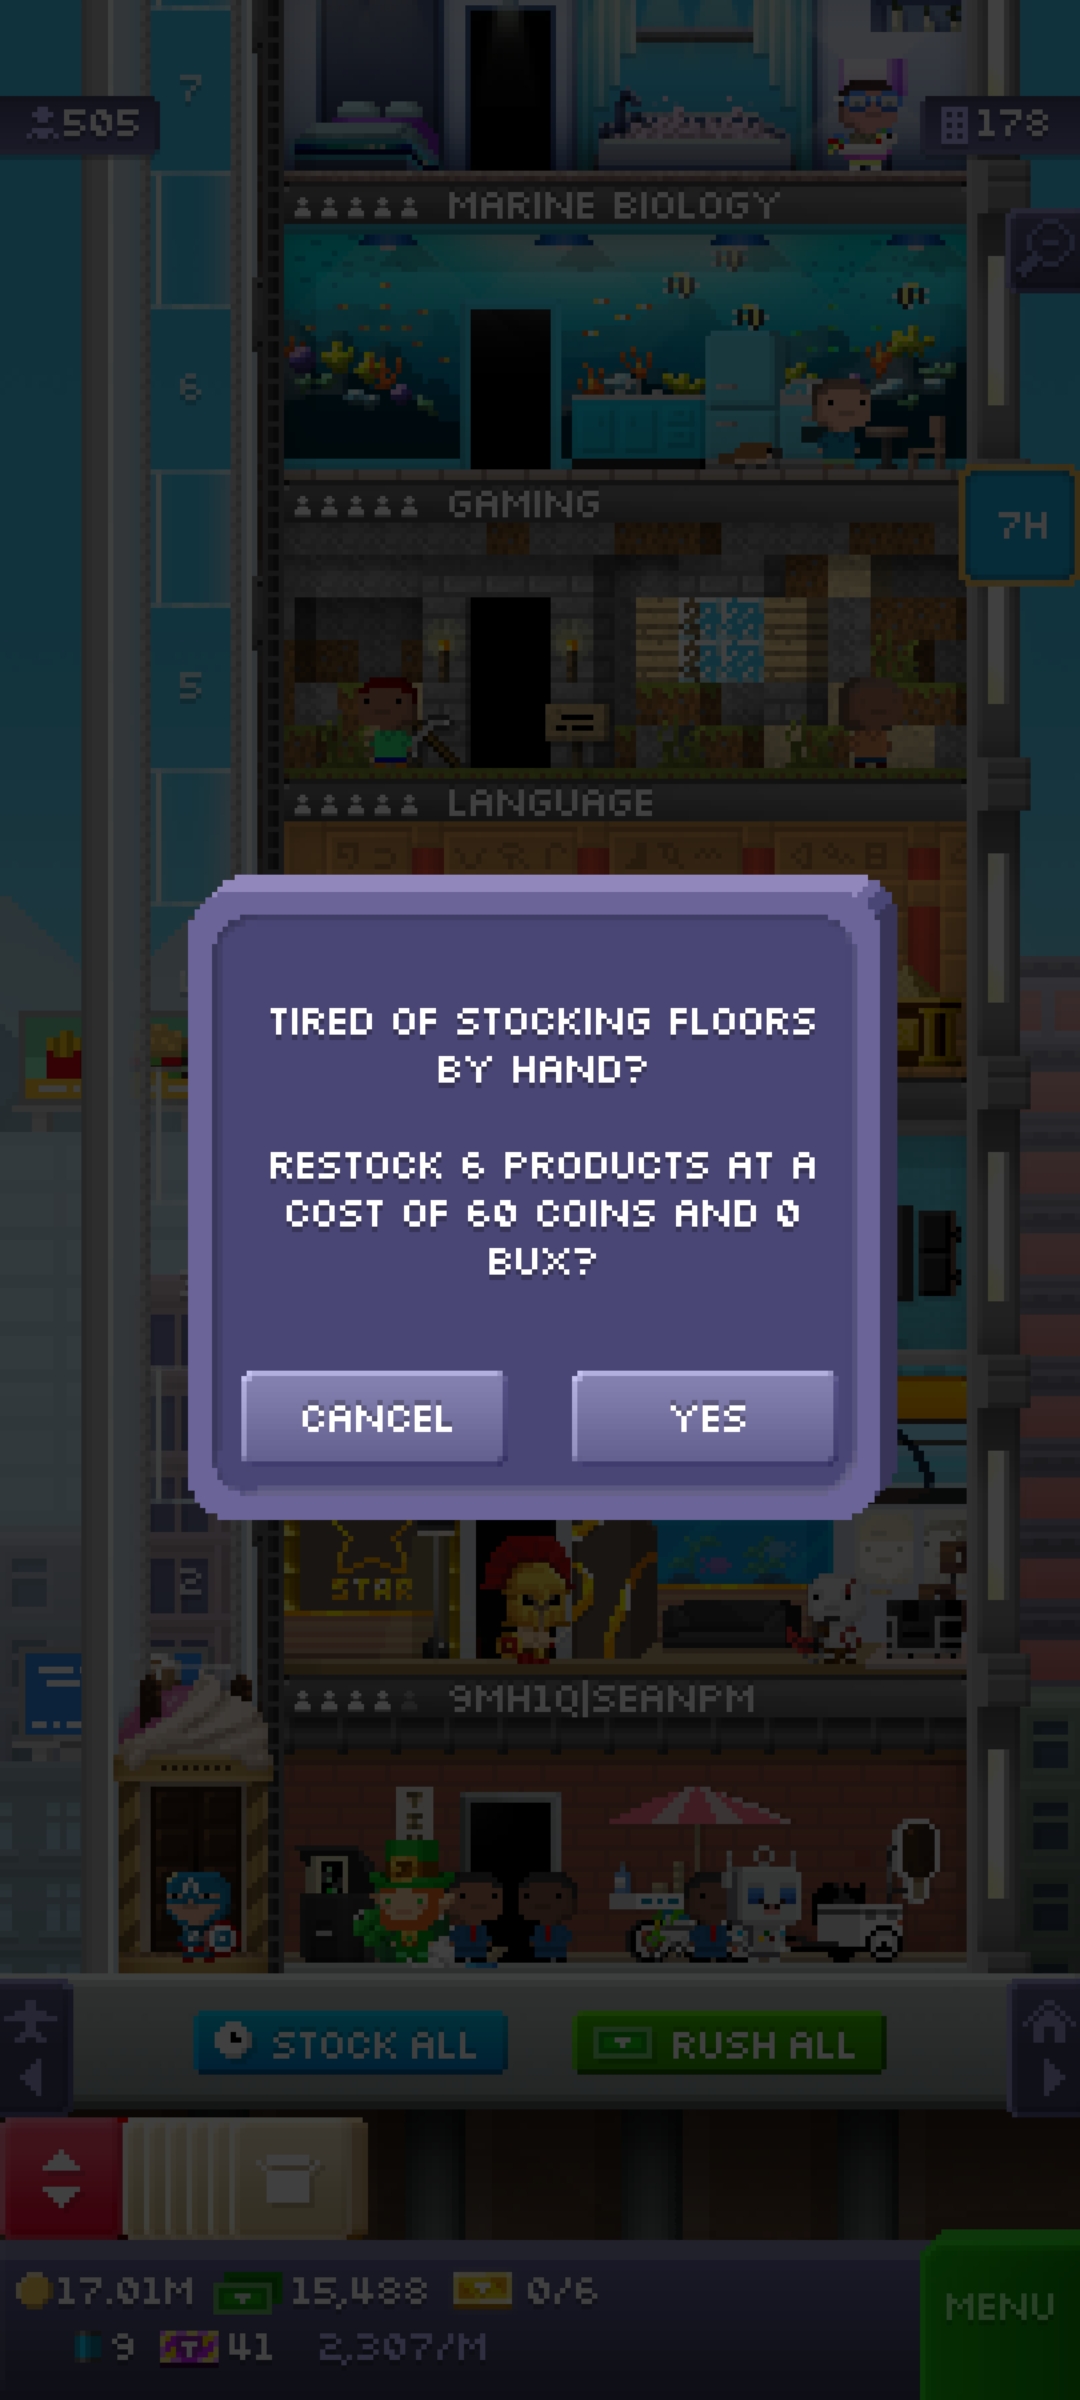 7
505
178
MARINE BIOLOGY
6
GAMING
7H
5
LANGUAGE
TIRED OF STOCKING FLOORS
BY HAND?
RESTOCK 6 PRODUCTS AT A
COST OF 60 COINS AND 0
BUX?
CANCEL
YES
2
STAR
9MH1Q|SEANPM
STOCK ALL
RUSH ALL
17.01M
15,488
0/6
MENU
9
41
2,307/M